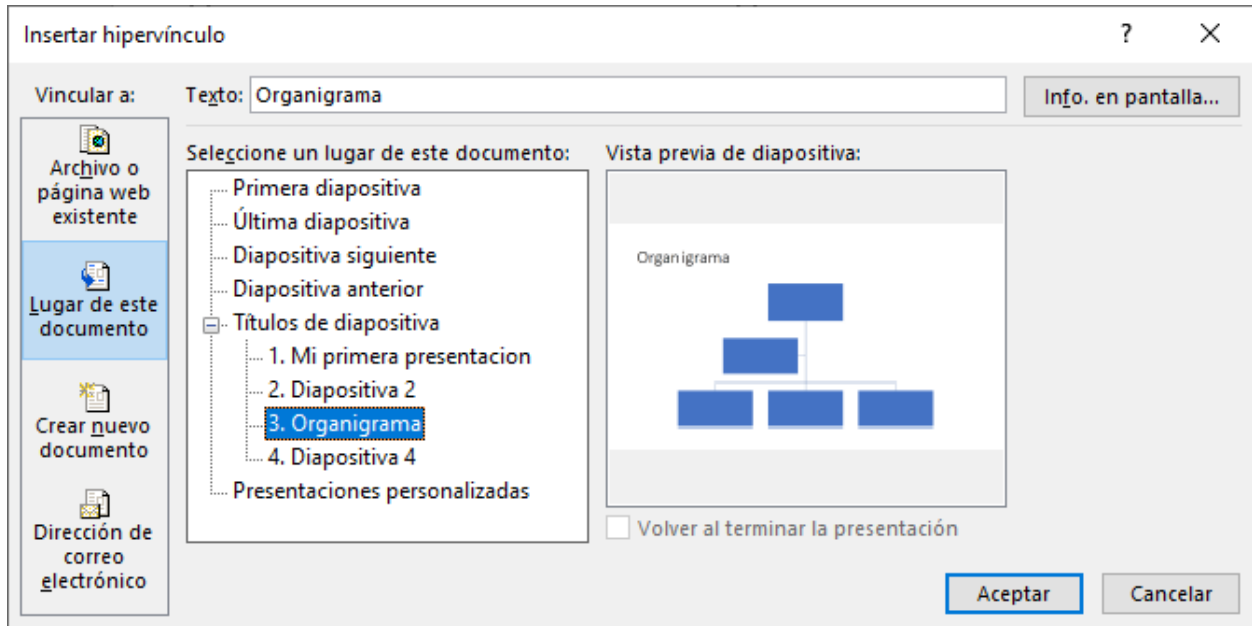 Insertar hipervínculo
?
Vincular a:
Texto: Organigrama
Info. en pantalla...
Archivo o
página web
existente
Lugar de este
documento
Crear nuevo
documento
Dirección de
correo
electrónico
Seleccione un lugar de este documento:
Primera diapositiva
Última diapositiva
Diapositiva siguiente
Diapositiva anterior
Títulos de diapositiva
1. Mi primera presentacion
2. Diapositiva 2
3. Organigrama
4. Diapositiva 4
Presentaciones personalizadas
Vista previa de diapositiva:
Organigrama
Volver al terminar la presentación
Aceptar
Cancelar